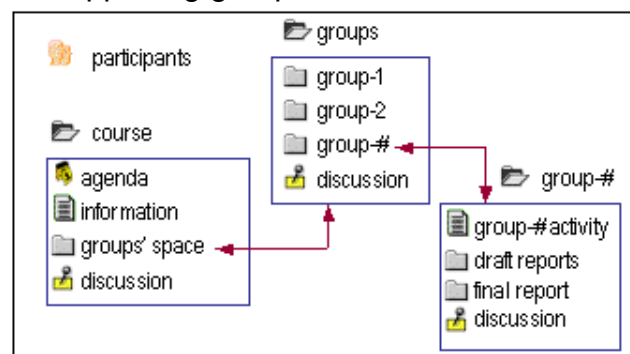 participants
course
agenda
information
groups' space
discussion
groups
group-1
group-2
group-#
discussion
group-#
group-#activity
draft reports
final report
discussion